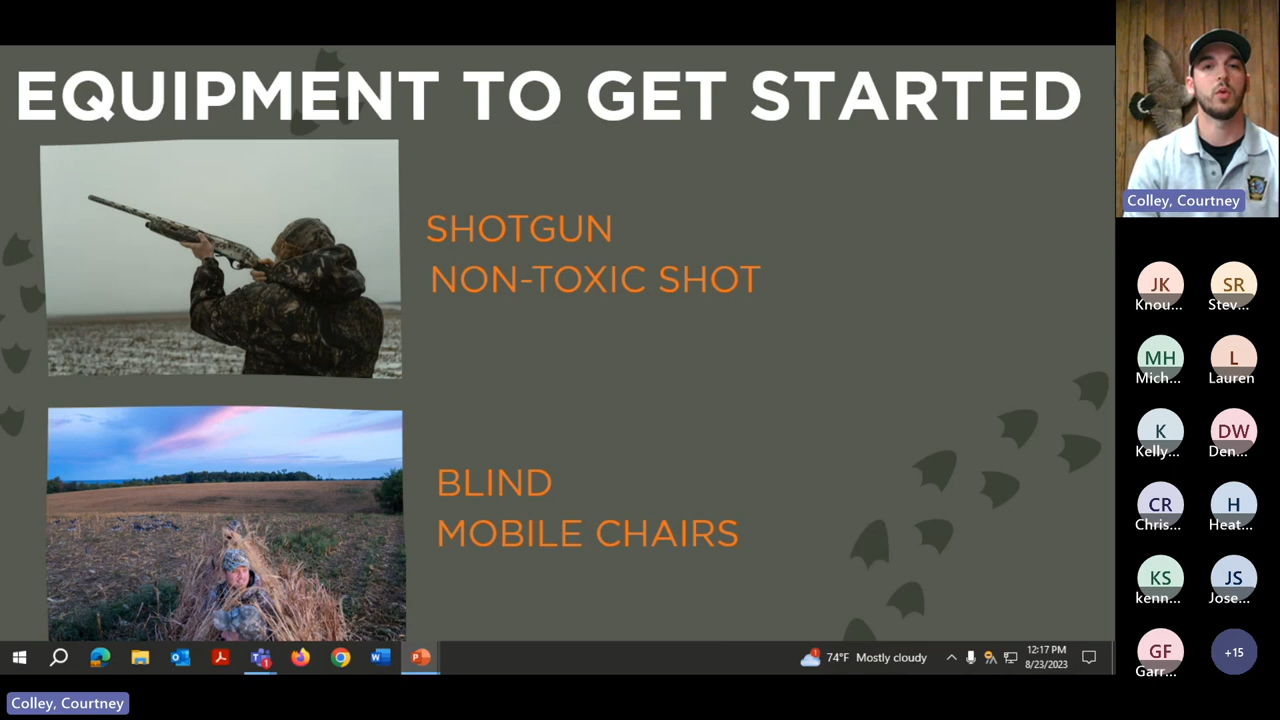 EQUIPMENT TO GET STARTED
SHOTGUN
NON-TOXIC SHOT
BLIND
MOBILE CHAIRS
Colley, Courtney
JK
Knou...
SR
Stev...
MH
Mich...
L
Lauren
K
Kelly...
DW
Den...
CR
Chris...
H
Heat...
KS
kenn...
JS
Jose...
GF
Garr...
+15
1
74°F Mostly cloudy
12:17 PM
8/23/2023
Colley, Courtney